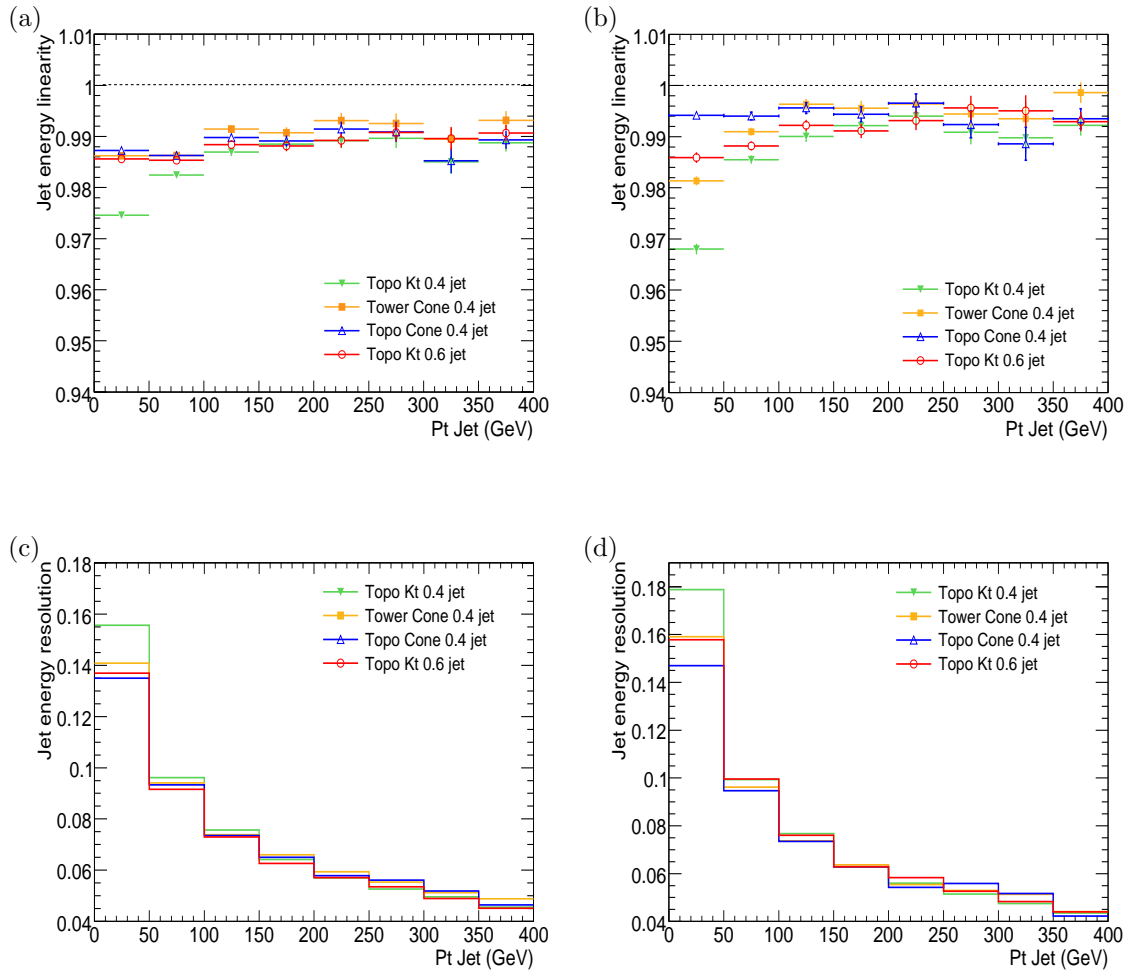 (a)
Jet energy linearity
1.01
1
0.99
0.98
0.97
0.96
0.95
0.94
0 50 100 150 200 250 300 350 400
Pt Jet (GeV)
Topo Kt 0.4 jet
Tower Cone 0.4 jet
Topo Cone 0.4 jet
Topo Kt 0.6 jet
(b)
Jet energy linearity
1.01
1
0.99
0.98
0.97
0.96
0.95
0.94
0 50 100 150 200 250 300 350 400
Pt Jet (GeV)
Topo Kt 0.4 jet
Tower Cone 0.4 jet
Topo Cone 0.4 jet
Topo Kt 0.6 jet
(c)
Jet energy resolution
0.18
0.16
0.14
0.12
0.1
0.08
0.06
0.04
0 50 100 150 200 250 300 350 400
Pt Jet (GeV)
Topo Kt 0.4 jet
Tower Cone 0.4 jet
Topo Cone 0.4 jet
Topo Kt 0.6 jet
(d)
Jet energy resolution
0.18
0.16
0.14
0.12
0.1
0.08
0.06
0.04
0 50 100 150 200 250 300 350 400
Pt Jet (GeV)
Topo Kt 0.4 jet
Tower Cone 0.4 jet
Topo Cone 0.4 jet
Topo Kt 0.6 jet